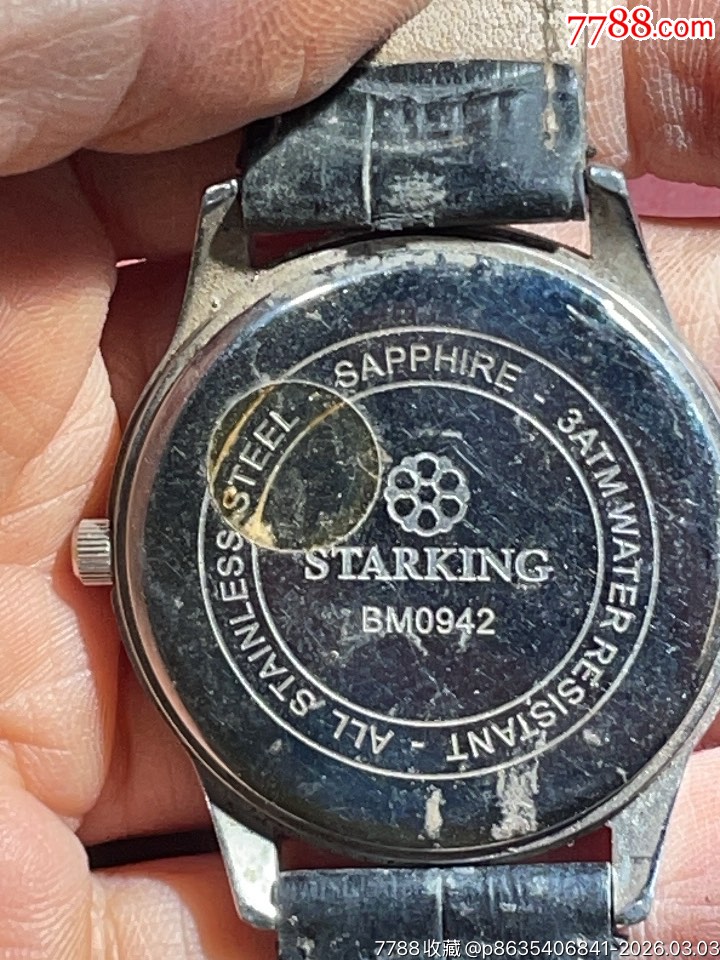 7788.com
SAPPHIRE - 3ATM WATER RESISTANT - ALL STAINLESS STEEL -
STARKING
BM0942
7788收藏 @p8635406841-2026.03.03